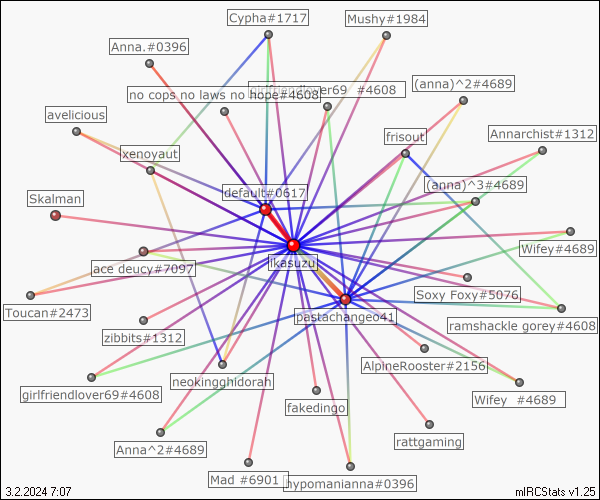 Cypha#1717
Mushy#1984
Anna.#0396
no cops no laws no hope#4608
girlfriendlover69  #4608
(anna)^2#4689
avelicious
frisout
Annarchist#1312
xenoyaut
default#0617
(anna)^3#4689
Skalman
Wifey#4689
ikasuzu
ace deucy#7097
Soxy Foxy#5076
Toucan#2473
pastachangeo41
ramshackle gorey#4608
zibbits#1312
AlpineRooster#2156
neokingghidorah
girlfriendlover69#4608
Wifey  #4689
fakedingo
Anna^2#4689
rattgaming
Mad #6901
hypomanianna#0396
3.2.2024 7:07
mIRCStats v1.25